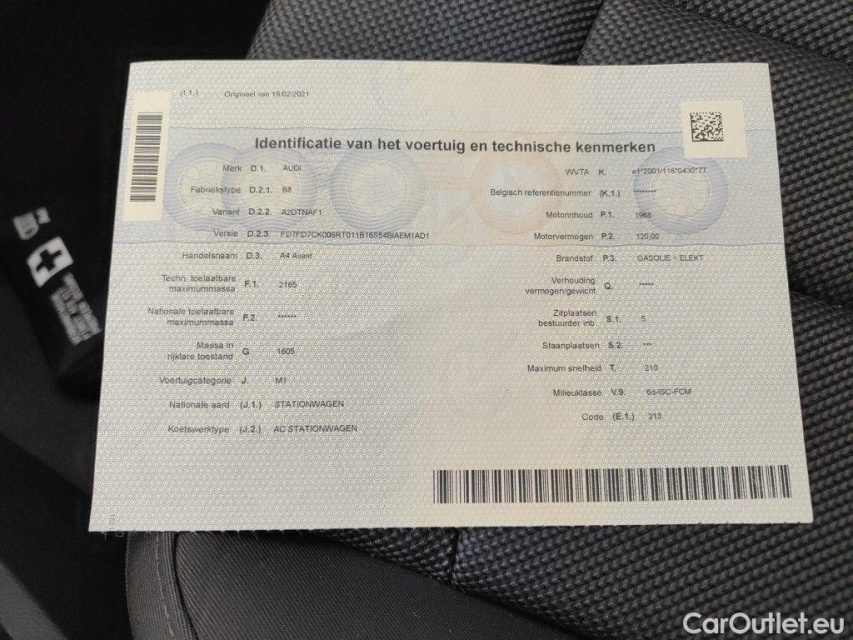 (I.1.) Origineel van 19/02/2021
Identificatie van het voertuig en technische kenmerken
Merk D.1. AUDI
Fabriekstype D.2.1. B8
Variant D.2.2. A2DTNAF1
Versie D.2.3.
Handelsnaam D.3. A4 Avant
Techn. toelaatbare
maximummassa F.1. 2165
Nationale toelaatbare
maximummassa F.2. ******
Massa in
rijklare toestand G. 1605
Voertuigcategorie J. M1
Nationale aard (J.1.) STATIONWAGEN
Koetswerktype (J.2.) AC STATIONWAGEN
WVTA K. e1*2001/116*0430*77
Belgisch referentienummer (K.1.) *******
Motorinhoud P.1. 1968
Motorvermogen P.2. 120.00
Brandstof P.3. GASOLIE + ELEKT
Verhouding
vermogen/gewicht Q. *****
Zitplaatsen
bestuurder inb. S.1. 5
Staanplaatsen S.2. ***
Maximum snelheid T. 210
Milieuklasse V.9. 6d-ISC-FCM
Code (E.1.) 313
CarOutlet.eu